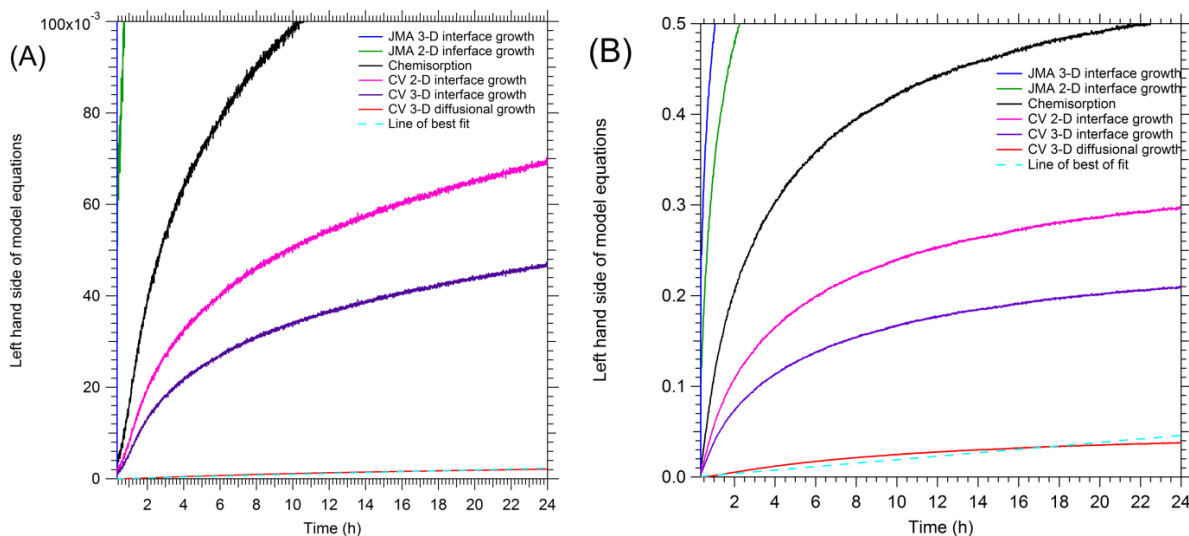 (A)
100x10-3
80
60
40
20
0
Left hand side of model equations
JMA 3-D interface growth
JMA 2-D inferface growth
Chemisorption
CV 2-D interface growth
CV 3-D interface growth
CV 3-D diffusional growth
Line of best fit
2 4 6 8 10 12 14 16 18 20 22 24
Time (h)
(B)
0.5
0.4
0.3
0.2
0.1
0.0
Left hand side of model equations
JMA 3-D interface growth
JMA 2-D interface growth
Chemisorption
CV 2-D interface growth
CV 3-D interface growth
CV 3-D diffusional growth
Line of best of fit
2 4 6 8 10 12 14 16 18 20 22 24
Time (h)